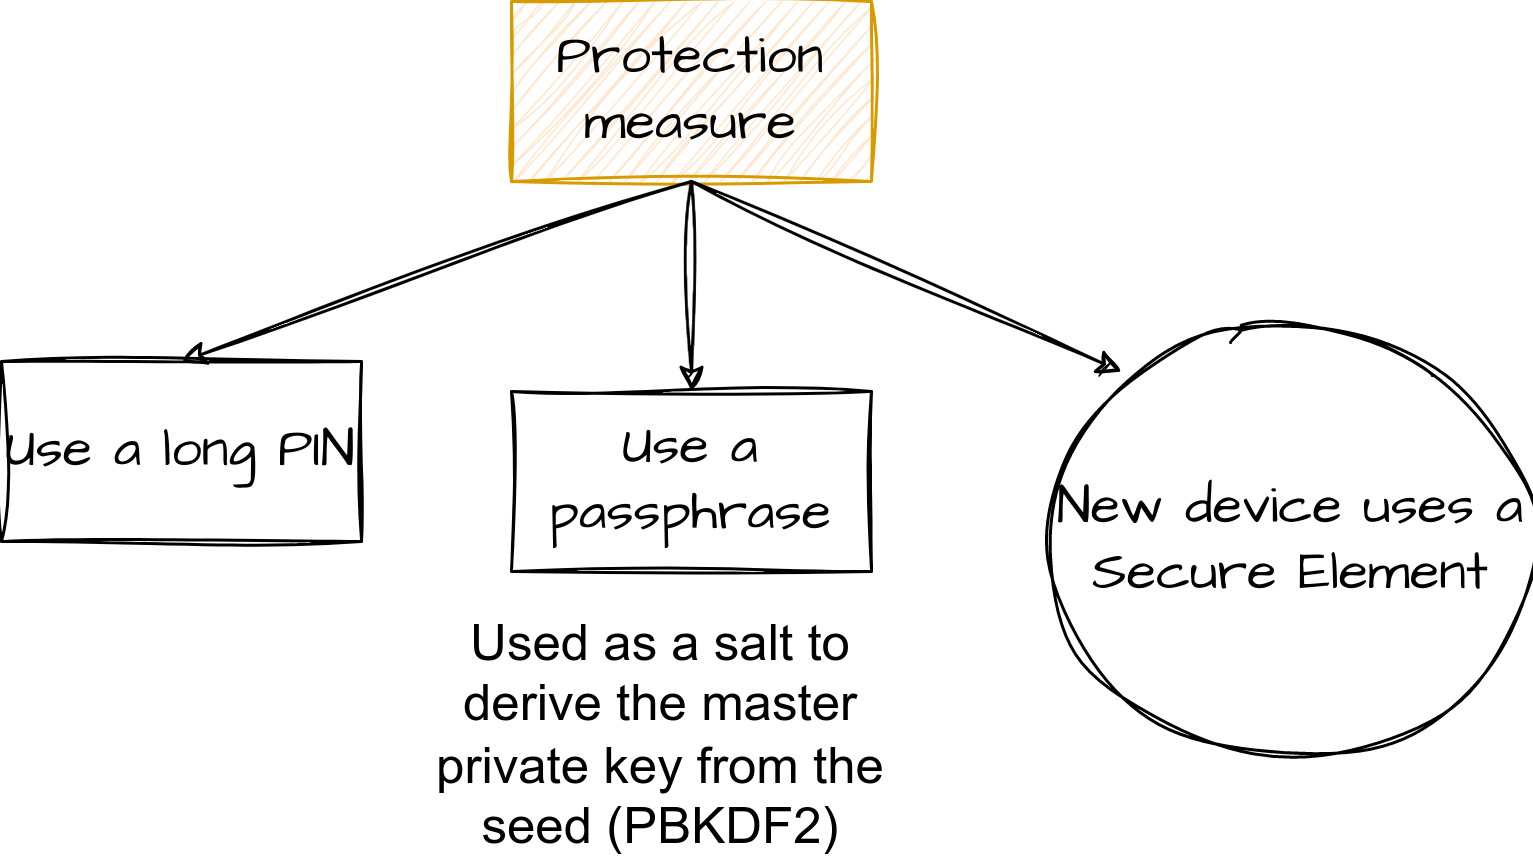 Protection
measure
Use a long PIN
Use a
passphrase
New device uses a
Secure Element
Used as a salt to
derive the master
private key from the
seed (PBKDF2)